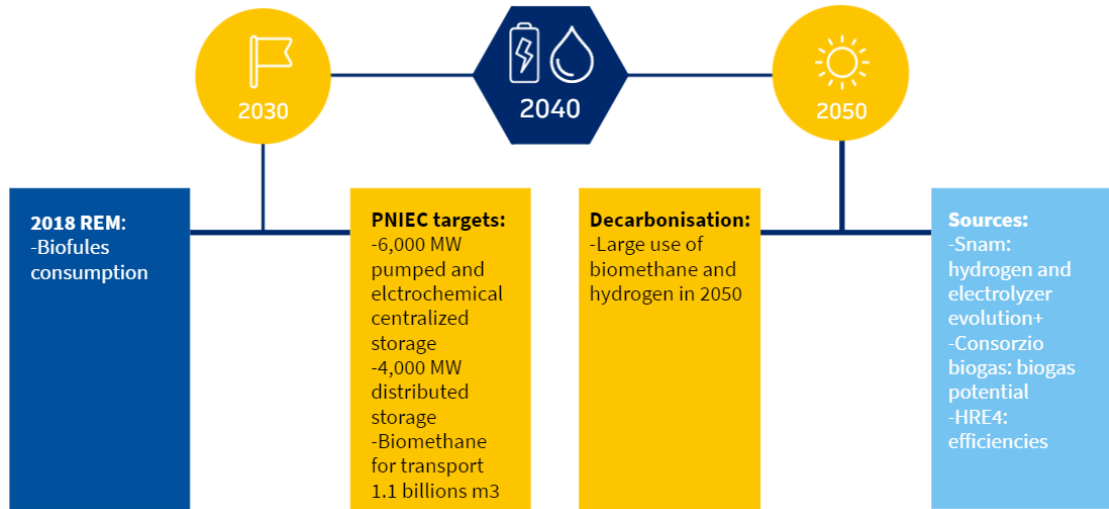 2030
2040
2050
2018 REM:
-Biofules
consumption
PNIEC targets:
-6,000 MW
pumped and
elctrochemical
centralized
storage
-4,000 MW
distributed
storage
-Biomethane
for transport
1.1 billions m3
Decarbonisation:
-Large use of
biomethane and
hydrogen in 2050
Sources:
-Snam:
hydrogen and
electrolyzer
evolution+
-Consorzio
biogas: biogas
potential
-HRE4:
efficiencies